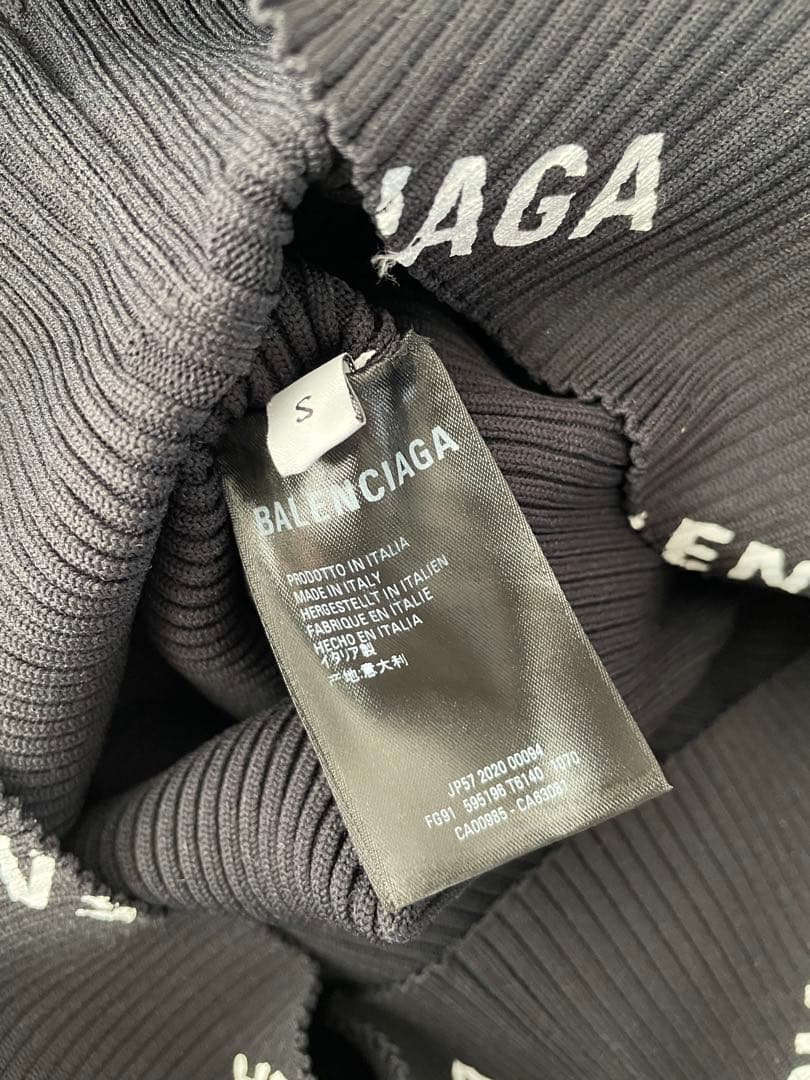 IAGA
S
BALENCIAGA
PRODOTTO IN ITALIA
MADE IN ITALY
HERGESTELLT IN ITALIEN
FABRIQUE EN ITALIE
HECHO EN ITALIA
イタリア製
产地:意大利
JP57 2020 00094
FG91 595196 T6140 1070
CA00985 - CA63081
EN
N